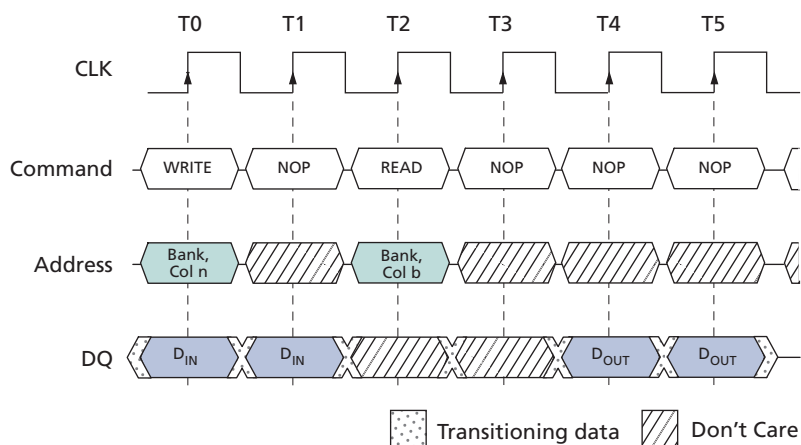 T0 T1 T2 T3 T4 T5
CLK
Command WRITE NOP READ NOP NOP NOP
Address Bank, Col n Bank, Col b
DQ DIN DIN DOUT DOUT
Transitioning data Don't Care